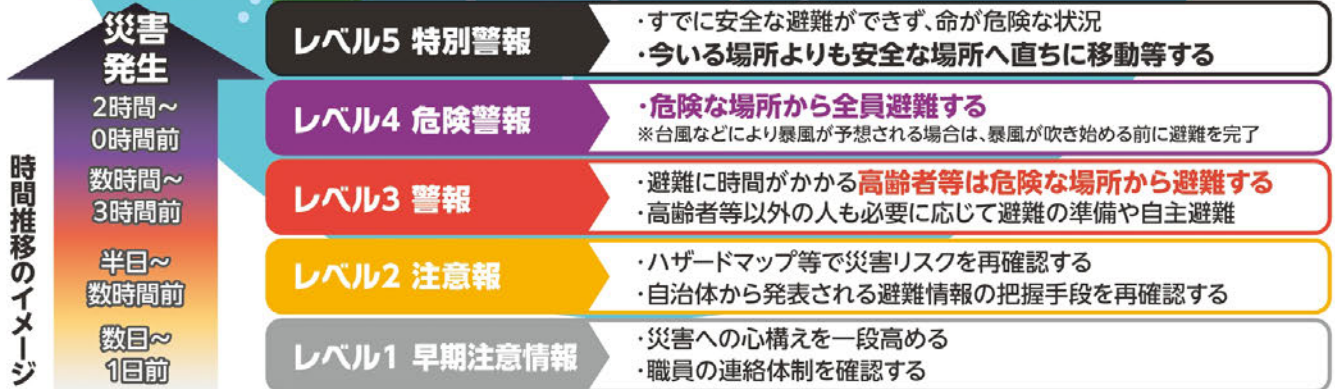 時間推移のイメージ
災害
発生
レベル5 特別警報
・すでに安全な避難ができず、命が危険な状況
・今いる場所よりも安全な場所へ直ちに移動等する
2時間～
0時間前
レベル4 危険警報
・危険な場所から全員避難する
※台風などにより暴風が予想される場合は、暴風が吹き始める前に避難を完了
数時間～
3時間前
レベル3 警報
・避難に時間がかかる高齢者等は危険な場所から避難する
・高齢者等以外の人も必要に応じて避難の準備や自主避難
半日～
数時間前
レベル2 注意報
・ハザードマップ等で災害リスクを再確認する
・自治体から発表される避難情報の把握手段を再確認する
数日～
1日前
レベル1 早期注意情報
・災害への心構えを一段高める
・職員の連絡体制を確認する